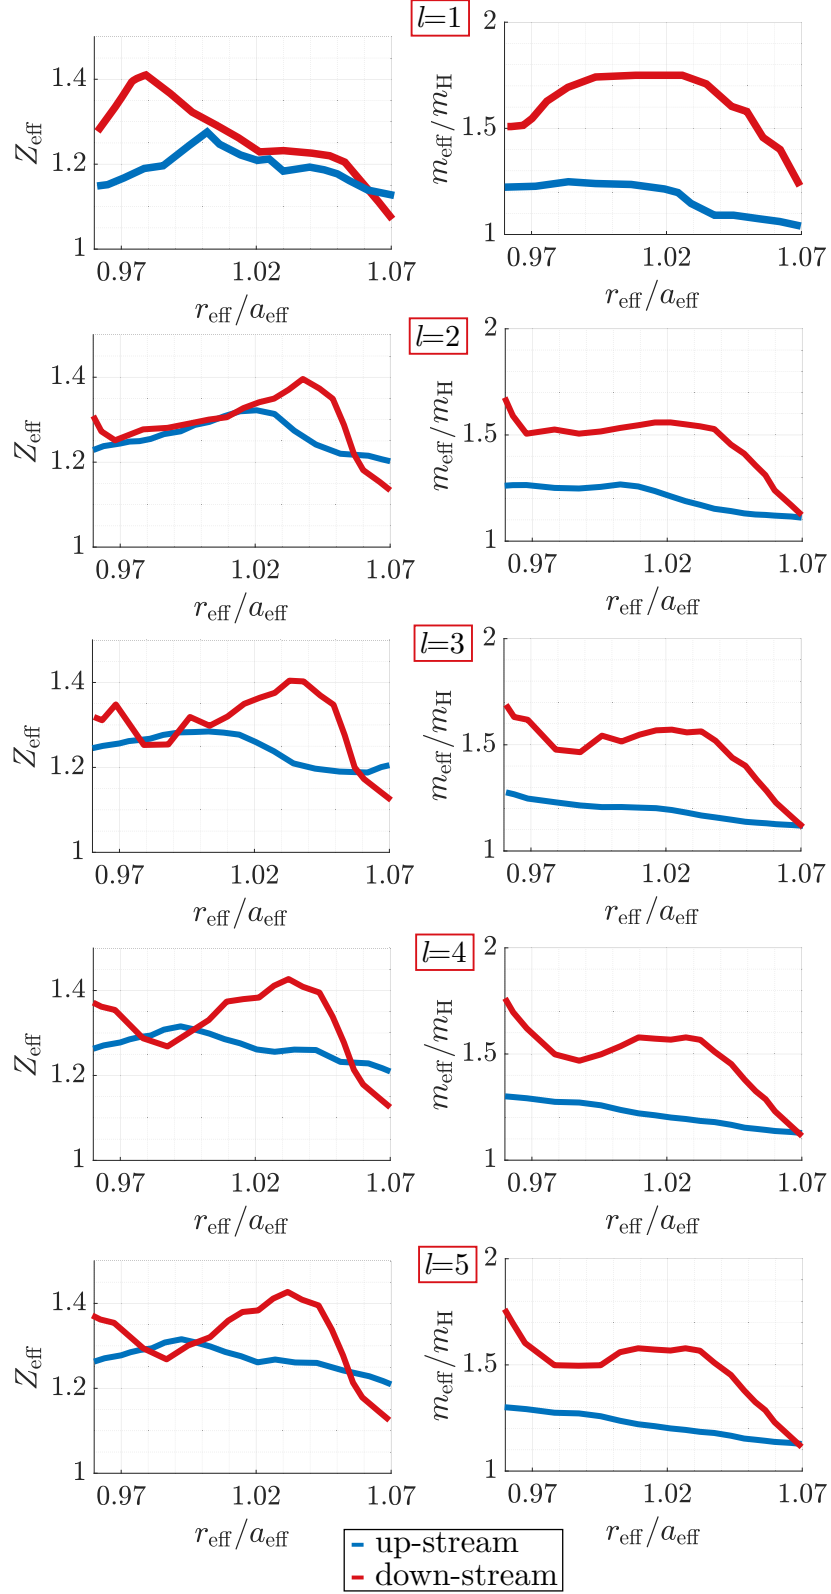 l=1
Z_eff
1.4
1.2
1
0.97 1.02 1.07
r_eff/a_eff
m_eff/m_H
2
1.5
1
0.97 1.02 1.07
r_eff/a_eff
l=2
Z_eff
1.4
1.2
1
0.97 1.02 1.07
r_eff/a_eff
m_eff/m_H
2
1.5
1
0.97 1.02 1.07
r_eff/a_eff
l=3
Z_eff
1.4
1.2
1
0.97 1.02 1.07
r_eff/a_eff
m_eff/m_H
2
1.5
1
0.97 1.02 1.07
r_eff/a_eff
l=4
Z_eff
1.4
1.2
1
0.97 1.02 1.07
r_eff/a_eff
m_eff/m_H
2
1.5
1
0.97 1.02 1.07
r_eff/a_eff
l=5
Z_eff
1.4
1.2
1
0.97 1.02 1.07
r_eff/a_eff
m_eff/m_H
2
1.5
1
0.97 1.02 1.07
r_eff/a_eff
up-stream
down-stream